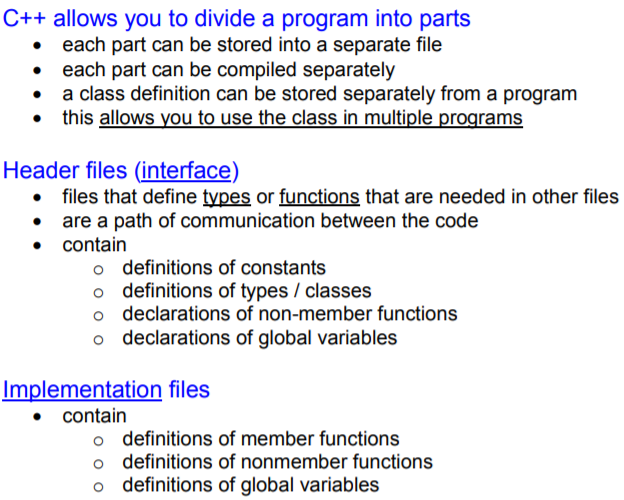 C++ allows you to divide a program into parts
• each part can be stored into a separate file
• each part can be compiled separately
• a class definition can be stored separately from a program
• this allows you to use the class in multiple programs
Header files (interface)
• files that define types or functions that are needed in other files
• are a path of communication between the code
• contain
o definitions of constants
o definitions of types / classes
o declarations of non-member functions
o declarations of global variables
Implementation files
• contain
o definitions of member functions
o definitions of nonmember functions
o definitions of global variables